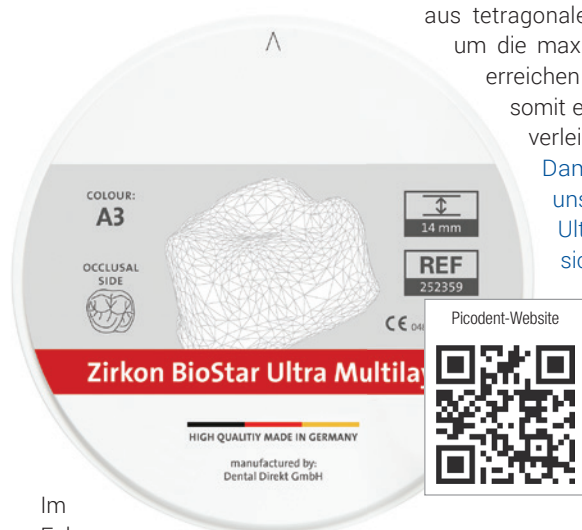 aus tetragonale
um die max
erreichen
somit e
verlei
Dan
uns
Ult
sic
COLOUR:
A3
14 mm
OCCLUSAL
SIDE
REF
252359
CE
Picodent-Website
Zirkon BioStar Ultra Multilay
HIGH QUALITIY MADE IN GERMANY
manufactured by:
Dental Direkt GmbH
Im